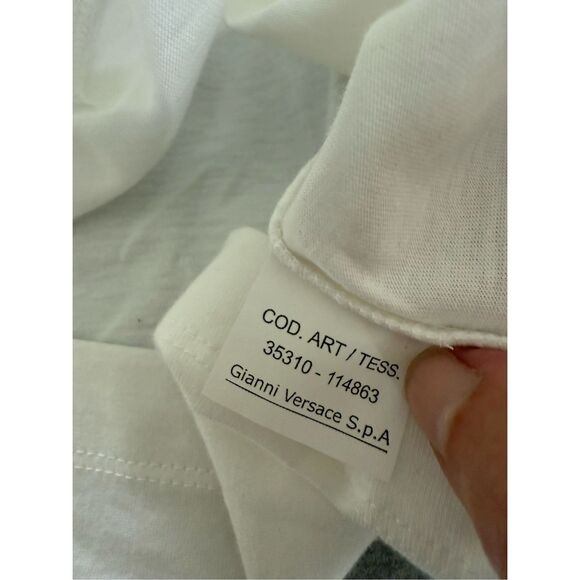 COD. ART / TESS.
35310 - 114863
Gianni Versace S.p.A